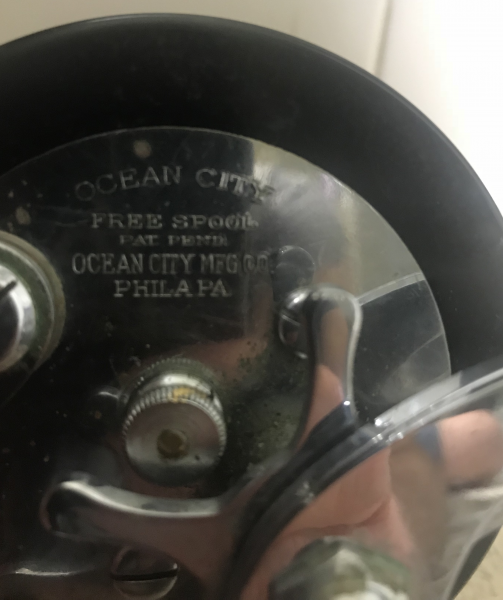 OCEAN CITY
FREE SPOOL
PAT PEND
OCEAN CITY MFG CO.
PHILA PA